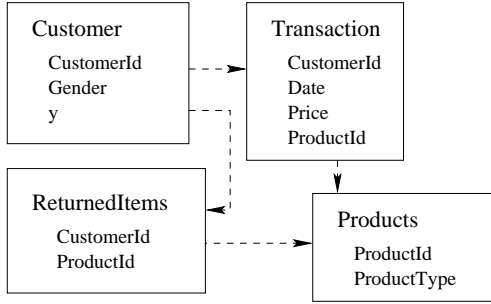 Customer
CustomerId
Gender
y
Transaction
CustomerId
Date
Price
ProductId
ReturnedItems
CustomerId
ProductId
Products
ProductId
ProductType